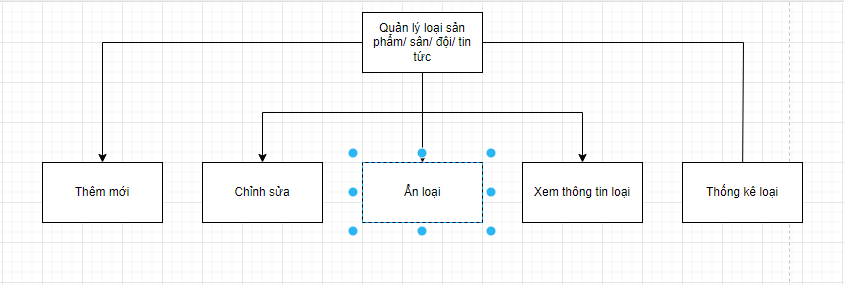 Quản lý loại sản
phẩm/ sân/ đội/ tin
tức
Thêm mới
Chỉnh sửa
Ẩn loại
Xem thông tin loại
Thống kê loại